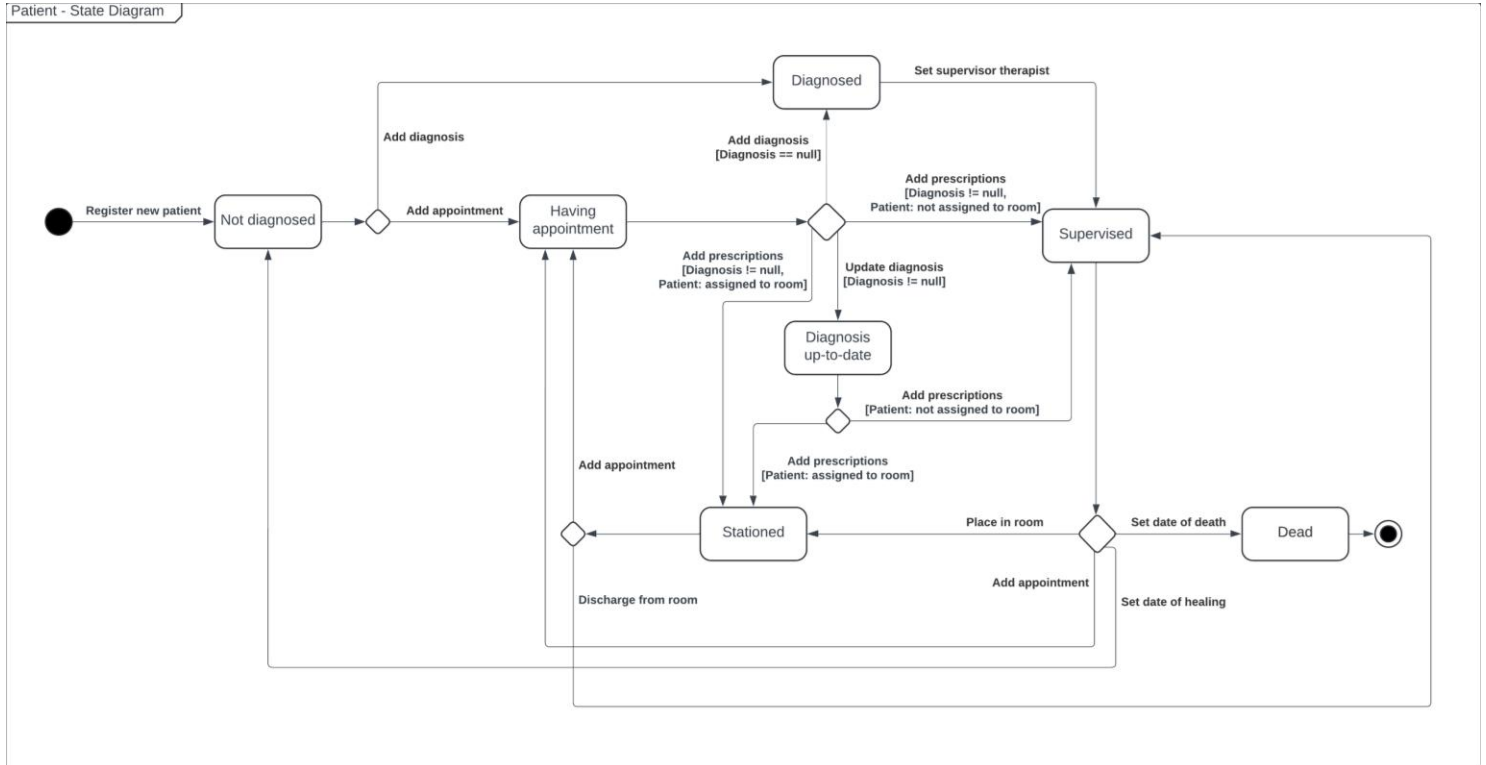 Patient - State Diagram
Diagnosed
Set supervisor therapist
Add diagnosis
Add diagnosis
[Diagnosis == null]
Add prescriptions
[Diagnosis != null,
Patient: not assigned to room]
Register new patient
Not diagnosed
Add appointment
Having
appointment
Supervised
Add prescriptions
[Diagnosis != null,
Patient: assigned to room]
Update diagnosis
[Diagnosis != null]
Diagnosis
up-to-date
Add prescriptions
[Patient: not assigned to room]
Add appointment
Add prescriptions
[Patient: assigned to room]
Stationed
Place in room
Set date of death
Dead
Add appointment
Discharge from room
Set date of healing